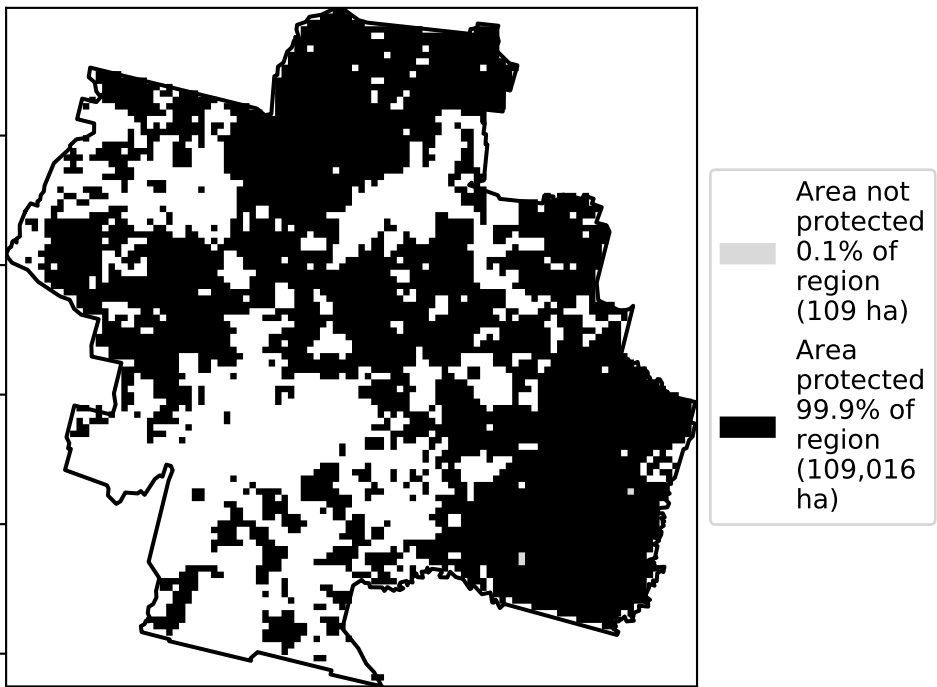 Area not
protected
0.1% of
region
(109 ha)
Area
protected
99.9% of
region
(109,016
ha)